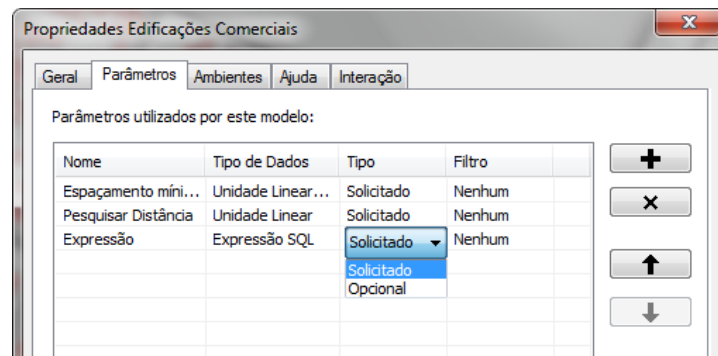 Propriedades Edificações Comerciais
Geral Parâmetros Ambientes Ajuda Interação
Parâmetros utilizados por este modelo:
Nome Tipo de Dados Tipo Filtro
Espaçamento míni... Unidade Linear... Solicitado Nenhum
Pesquisar Distância Unidade Linear Solicitado Nenhum
Expressão Expressão SQL Solicitado Nenhum
Solicitado
Opcional